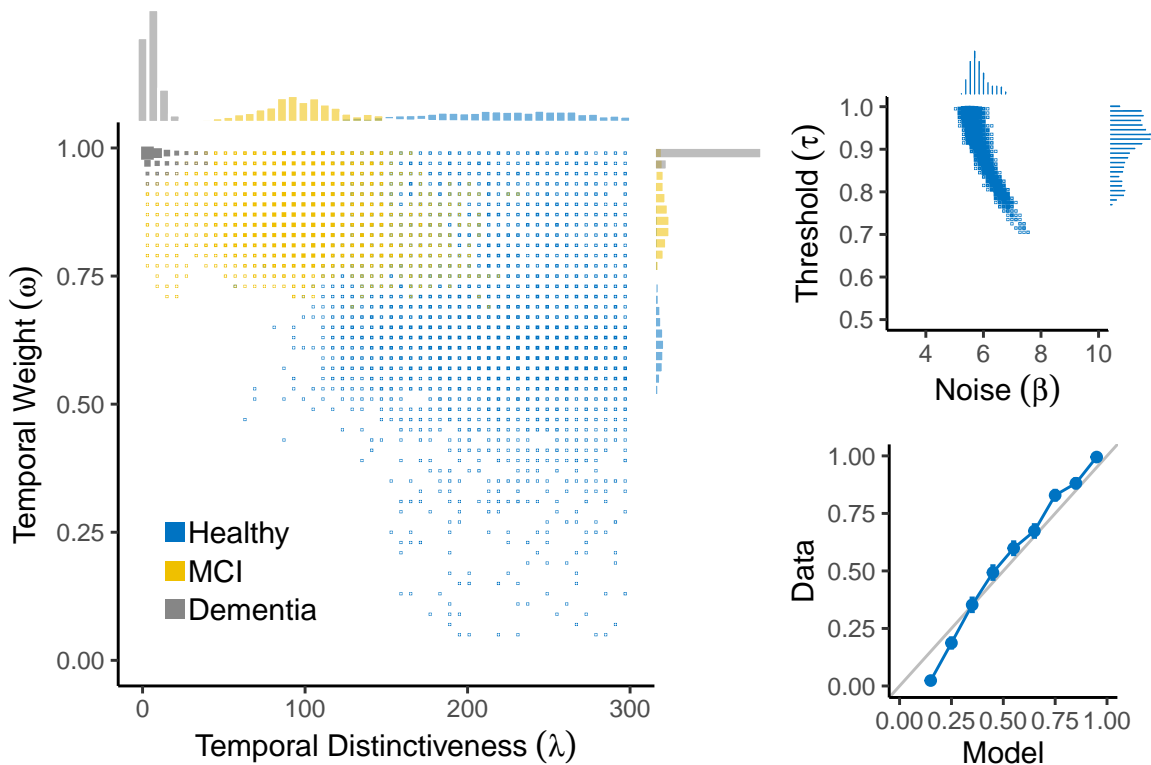 Temporal Weight (ω)
1.00
0.75
0.50
0.25
0.00
Healthy
MCI
Dementia
0 100 200 300
Temporal Distinctiveness (λ)
Threshold (τ)
1.0
0.9
0.8
0.7
0.6
0.5
4 6 8 10
Noise (β)
Data
1.00
0.75
0.50
0.25
0.00
0.00 0.25 0.50 0.75 1.00
Model